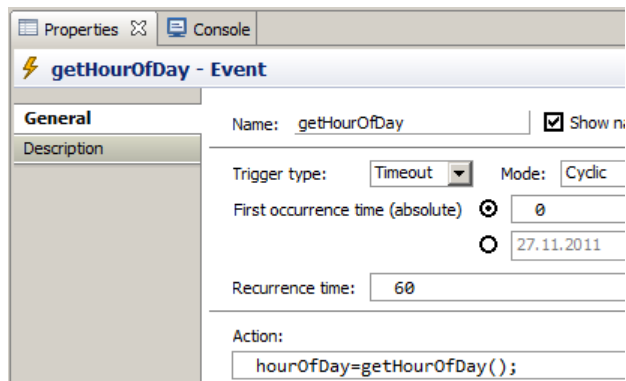 Properties Console
getHourOfDay - Event
General
Description
Name: getHourOfDay Show
Trigger type: Timeout Mode: Cyclic
First occurrence time (absolute) 0
27.11.2011
Recurrence time: 60
Action:
hourOfDay=getHourOfDay();